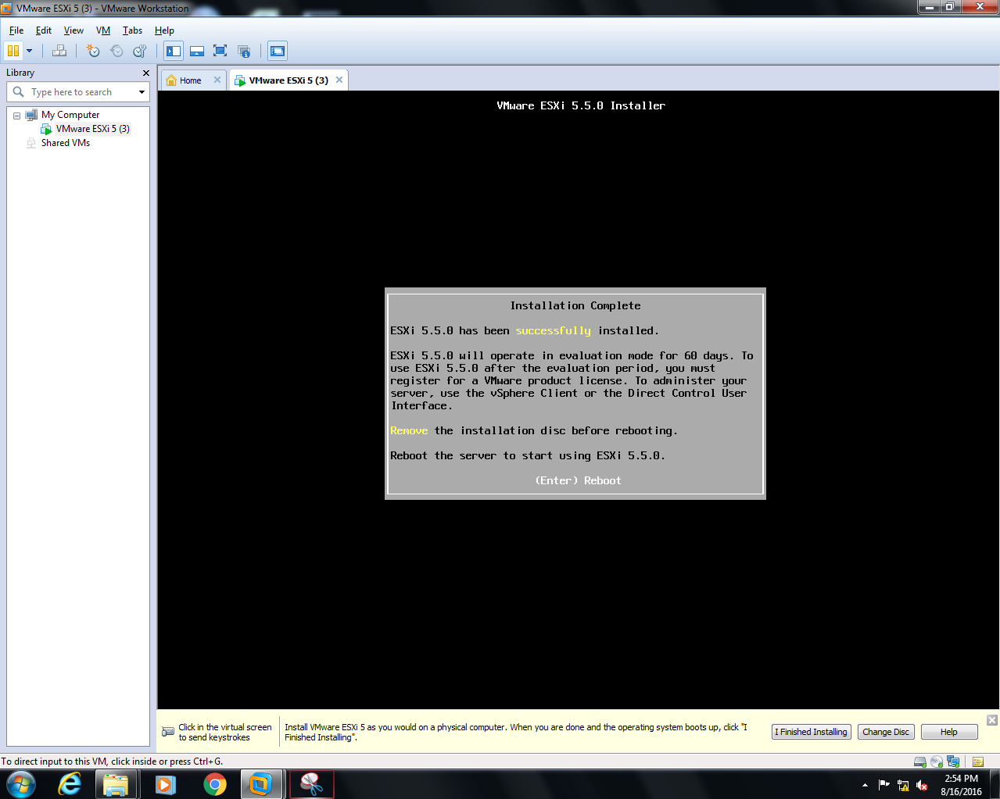 VMware ESXi 5 (3) - VMware Workstation
File Edit View VM Tabs Help
Library
Type here to search
My Computer
VMware ESXi 5 (3)
Shared VMs
Home
VMware ESXi 5 (3)
VMware ESXi 5.5.0 Installer
Installation Complete
ESXi 5.5.0 has been successfully installed.
ESXi 5.5.0 will operate in evaluation mode for 60 days. To
use ESXi 5.5.0 after the evaluation period, you must
register for a VMware product license. To administer your
server, use the vSphere Client or the Direct Control User
Interface.
Remove the installation disc before rebooting.
Reboot the server to start using ESXi 5.5.0.
(Enter) Reboot
Click in the virtual screen
to send keystrokes
Install VMware ESXi 5 as you would on a physical computer. When you are done and the operating system boots up, click "I
Finished Installing".
I Finished Installing
Change Disc
Help
To direct input to this VM, click inside or press Ctrl+G.
2:54 PM
8/16/2016